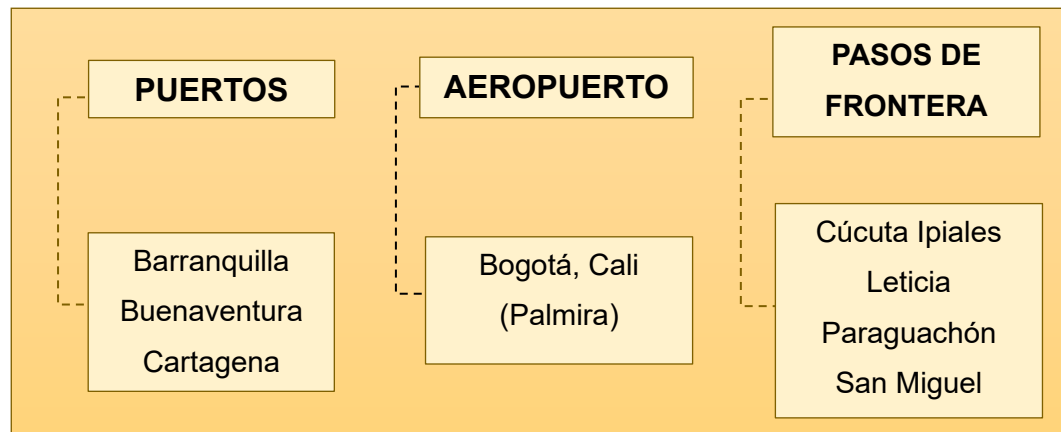 PUERTOS
Barranquilla
Buenaventura
Cartagena
AEROPUERTO
Bogotá, Cali
(Palmira)
PASOS DE
FRONTERA
Cúcuta Ipiales
Leticia
Paraguachón
San Miguel